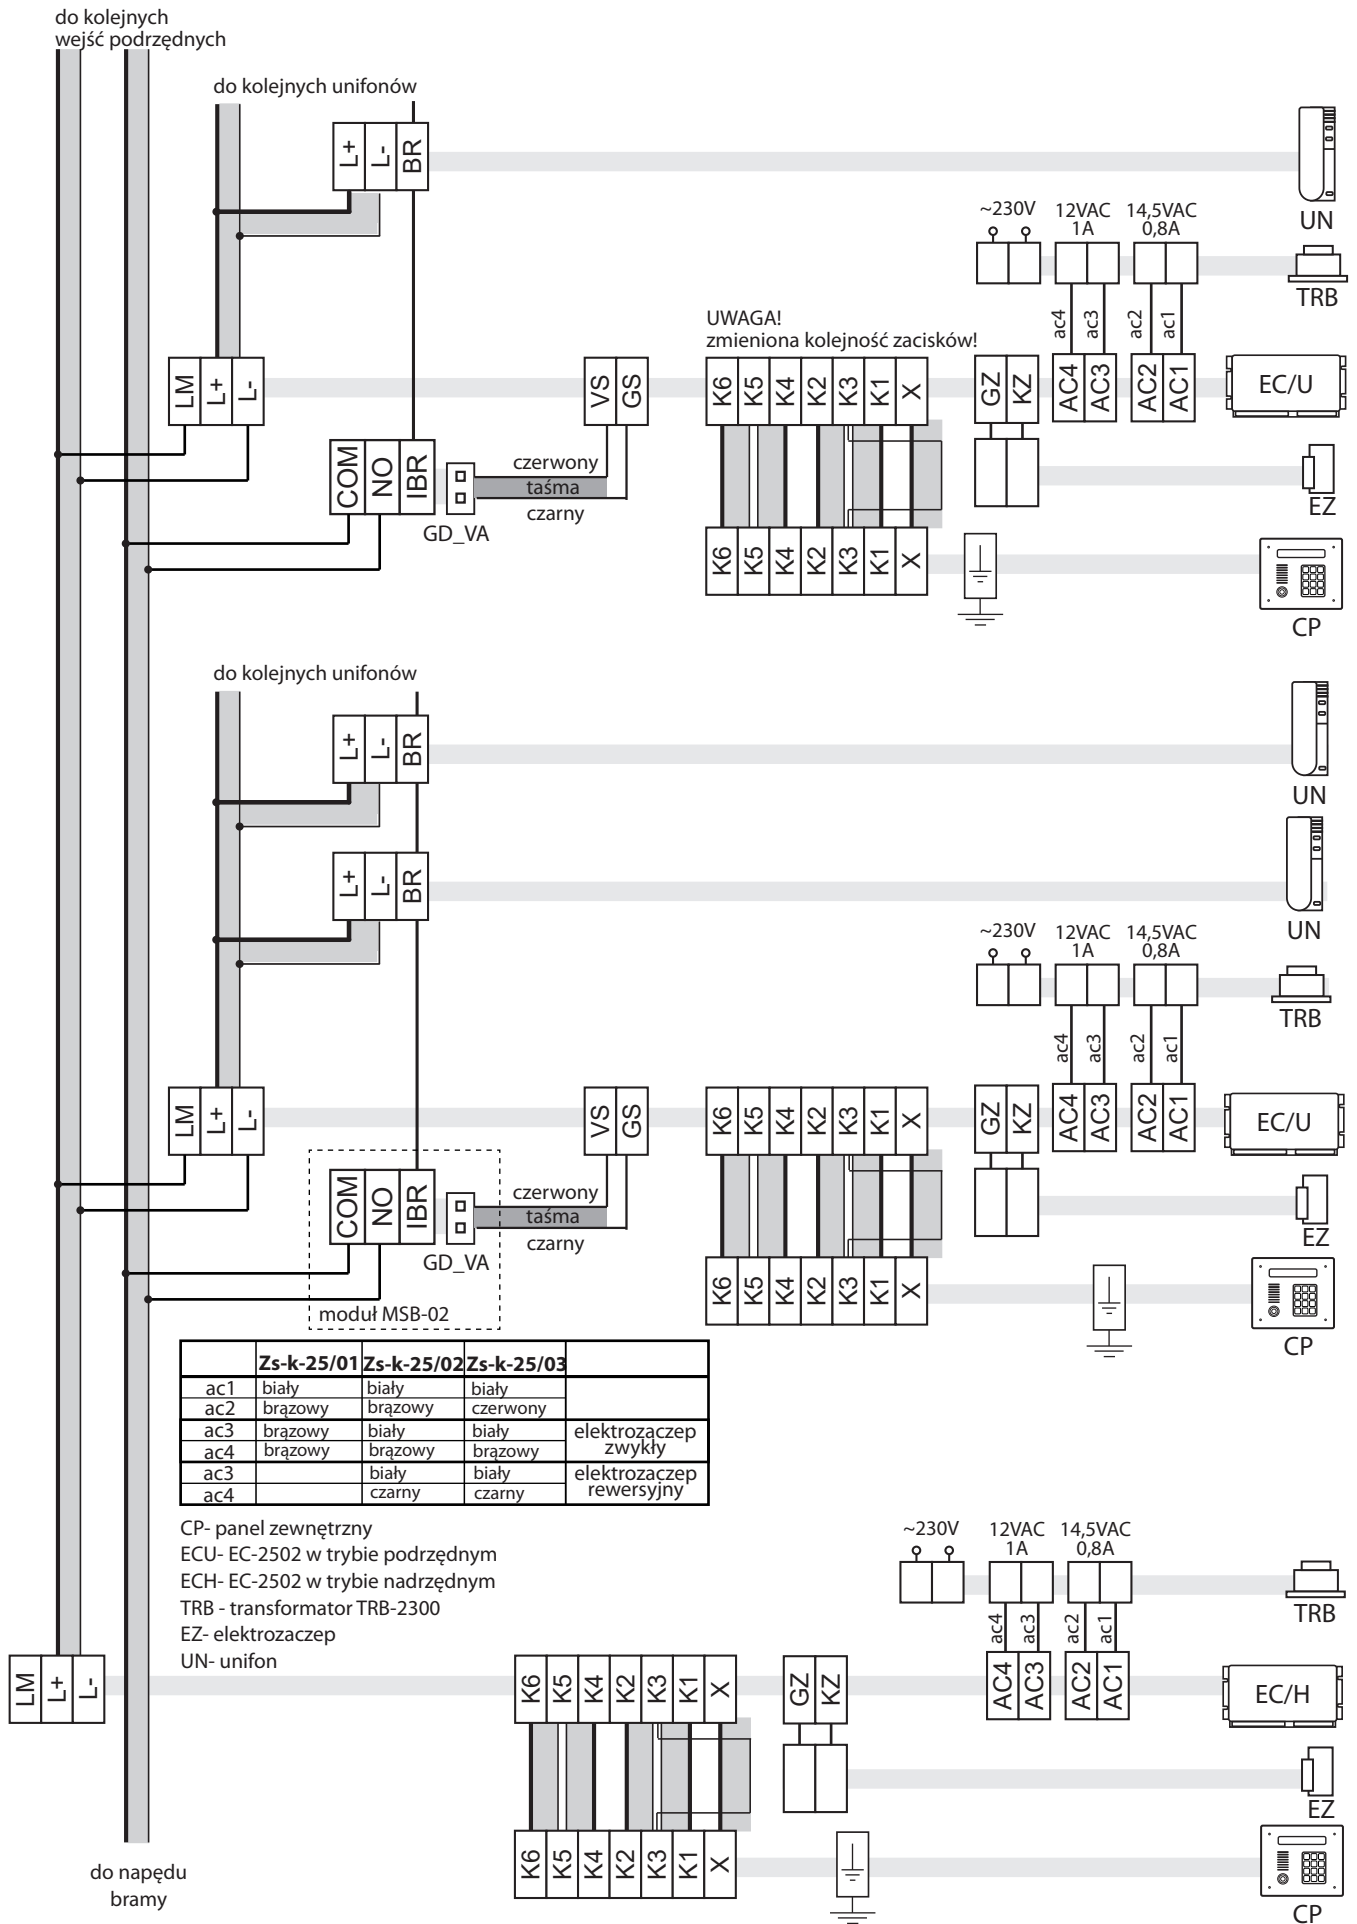 do kolejnych
wejść podrzędnych
do kolejnych unifonów
L+ L- BR
UN
~230V 12VAC 14,5VAC
1A 0,8A
TRB
ac4 ac3 ac2 ac1
UWAGA!
zmieniona kolejność zacisków!
LM L+ L- VS GS K6 K5 K4 K2 K3 K1 X GZ KZ AC4 AC3 AC2 AC1 EC/U
COM NO IBR
czerwony
taśma
czarny
GD_VA
EZ
K6 K5 K4 K2 K3 K1 X
CP
do kolejnych unifonów
L+ L- BR
UN
L+ L- BR
UN
~230V 12VAC 14,5VAC
1A 0,8A
TRB
ac4 ac3 ac2 ac1
LM L+ L- VS GS K6 K5 K4 K2 K3 K1 X GZ KZ AC4 AC3 AC2 AC1 EC/U
COM NO IBR
czerwony
taśma
czarny
GD_VA
EZ
moduł MSB-02
K6 K5 K4 K2 K3 K1 X
CP
Zs-k-25/01 Zs-k-25/02 Zs-k-25/03
ac1 biały biały biały
ac2 brązowy brązowy czerwony
ac3 brązowy biały biały elektrozaczep
ac4 brązowy brązowy brązowy zwykły
ac3 biały biały elektrozaczep
ac4 czarny czarny rewersyjny
CP- panel zewnętrzny
ECU- EC-2502 w trybie podrzędnym
ECH- EC-2502 w trybie nadrzędnym
TRB - transformator TRB-2300
EZ- elektrozaczep
UN- unifon
~230V 12VAC 14,5VAC
1A 0,8A
TRB
ac4 ac3 ac2 ac1
LM L+ L- K6 K5 K4 K2 K3 K1 X GZ KZ AC4 AC3 AC2 AC1 EC/H
EZ
K6 K5 K4 K2 K3 K1 X
CP
do napędu
bramy